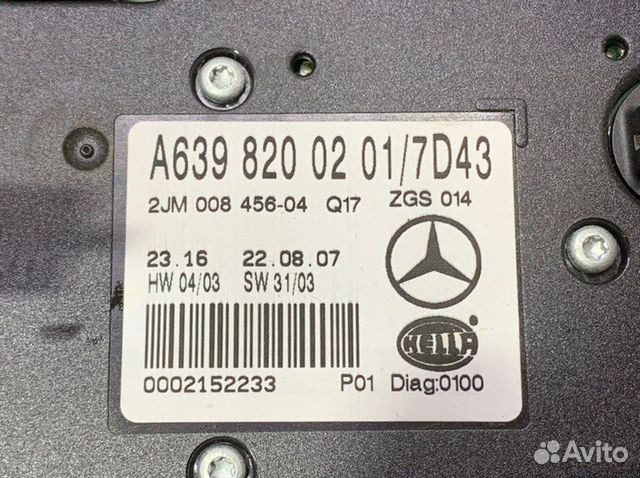 A639 820 02 01/7D43
2JM 008 456-04 Q17 ZGS 014
23.16 22.08.07
HW 04/03 SW 31/03
HELLA
0002152233 P01 Diag:0100
Avito